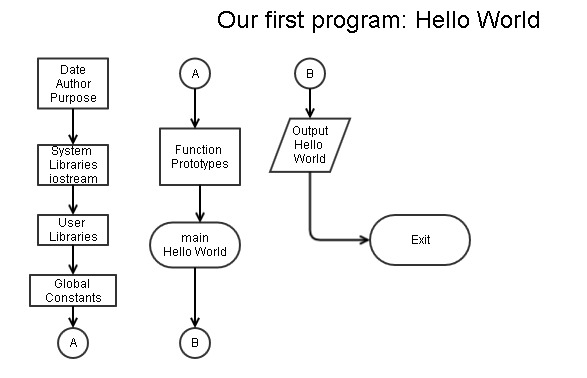 Our first program: Hello World
Date
Author
Purpose
System
Libraries
iostream
User
Libraries
Global
Constants
A
A
Function
Prototypes
main
Hello World
B
B
Output
Hello
World
Exit